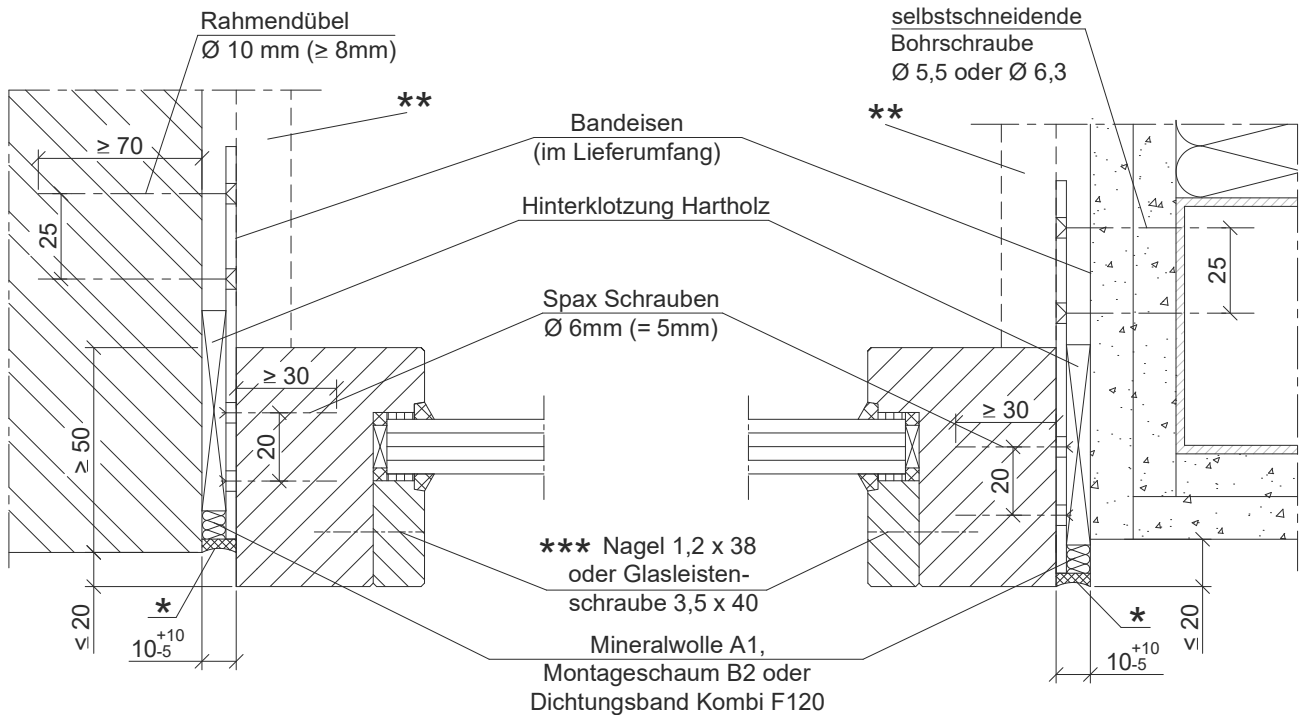 Rahmendübel
Ø 10 mm (≥ 8mm)
selbstschneidende
Bohrschraube
Ø 5,5 oder Ø 6,3
**
**
Bandeisen
(im Lieferumfang)
≥ 70
Hinterklotzung Hartholz
25
25
Spax Schrauben
Ø 6mm (= 5mm)
≥ 30
≥ 30
20
20
≥ 50
*** Nagel 1,2 x 38
oder Glasleisten-
schraube 3,5 x 40
*
*
≤ 20
≤ 20
10 +10 -5
10 +10 -5
Mineralwolle A1,
Montageschaum B2 oder
Dichtungsband Kombi F120